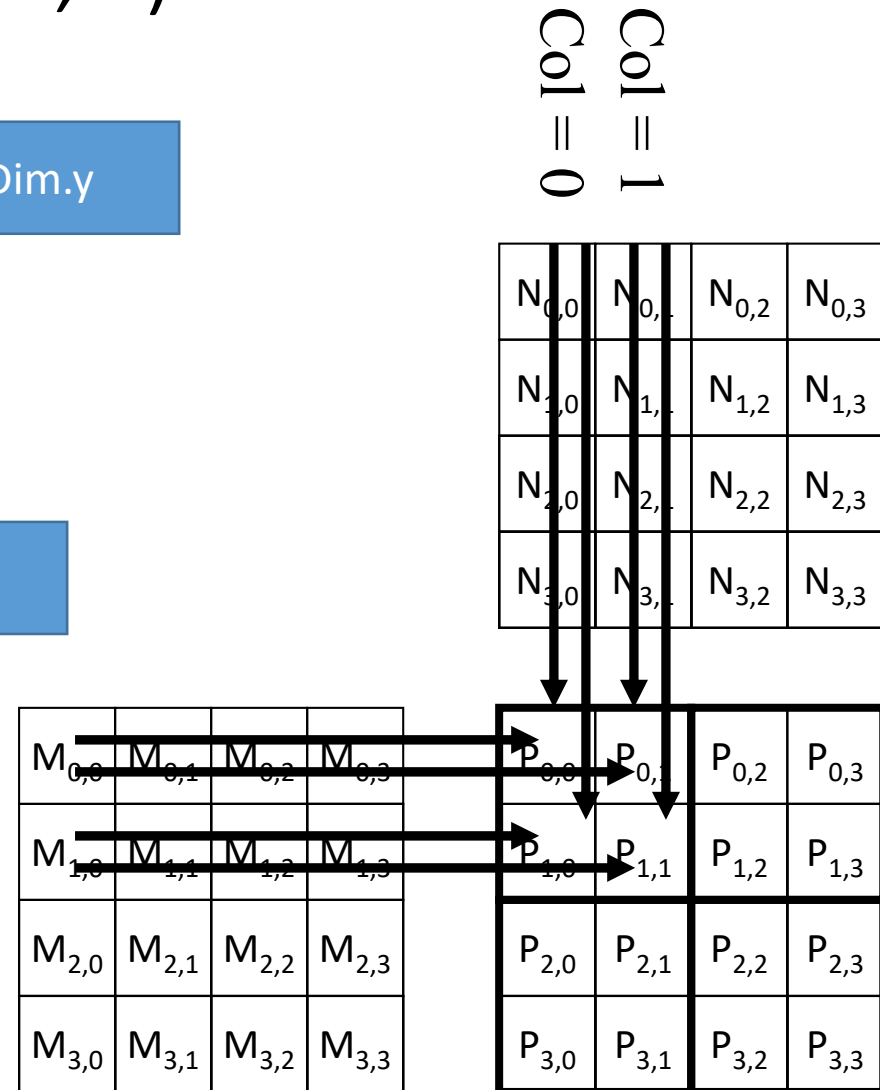 Col = 0
Col = 1
Dim.y
N0,0 N0,1 N0,2 N0,3
N1,0 N1,1 N1,2 N1,3
N2,0 N2,1 N2,2 N2,3
N3,0 N3,1 N3,2 N3,3
M0,0 M0,1 M0,2 M0,3 P0,0 P0,1 P0,2 P0,3
M1,0 M1,1 M1,2 M1,3 P1,0 P1,1 P1,2 P1,3
M2,0 M2,1 M2,2 M2,3 P2,0 P2,1 P2,2 P2,3
M3,0 M3,1 M3,2 M3,3 P3,0 P3,1 P3,2 P3,3